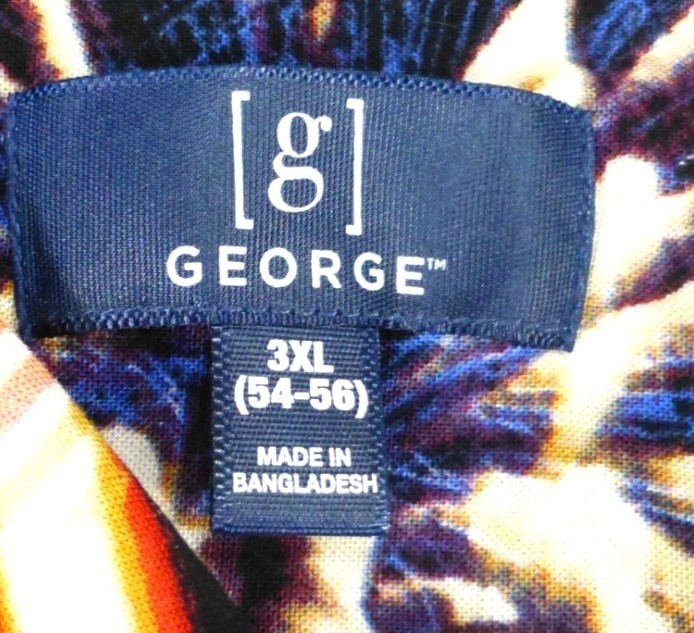 [g]
GEORGE™
3XL
(54-56)
MADE IN
BANGLADESH